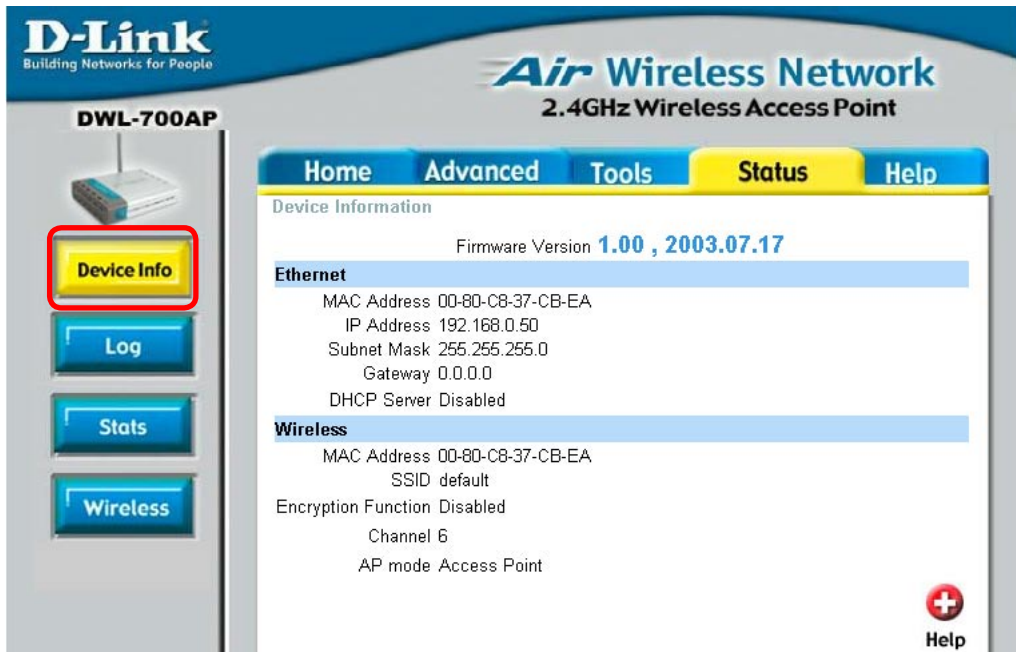 D-Link
Building Networks for People
Air Wireless Network
2.4GHz Wireless Access Point
DWL-700AP
Home Advanced Tools Status Help
Device Info
Log
Stats
Wireless
Device Information
Firmware Version 1.00 , 2003.07.17
Ethernet
MAC Address 00-80-C8-37-CB-EA
IP Address 192.168.0.50
Subnet Mask 255.255.255.0
Gateway 0.0.0.0
DHCP Server Disabled
Wireless
MAC Address 00-80-C8-37-CB-EA
SSID default
Encryption Function Disabled
Channel 6
AP mode Access Point
Help